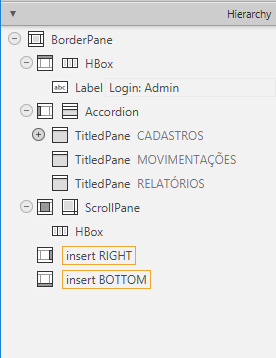 Hierarchy
BorderPane
HBox
abc Label Login: Admin
Accordion
TitledPane CADASTROS
TitledPane MOVIMENTAÇÕES
TitledPane RELATÓRIOS
ScrollPane
HBox
insert RIGHT
insert BOTTOM